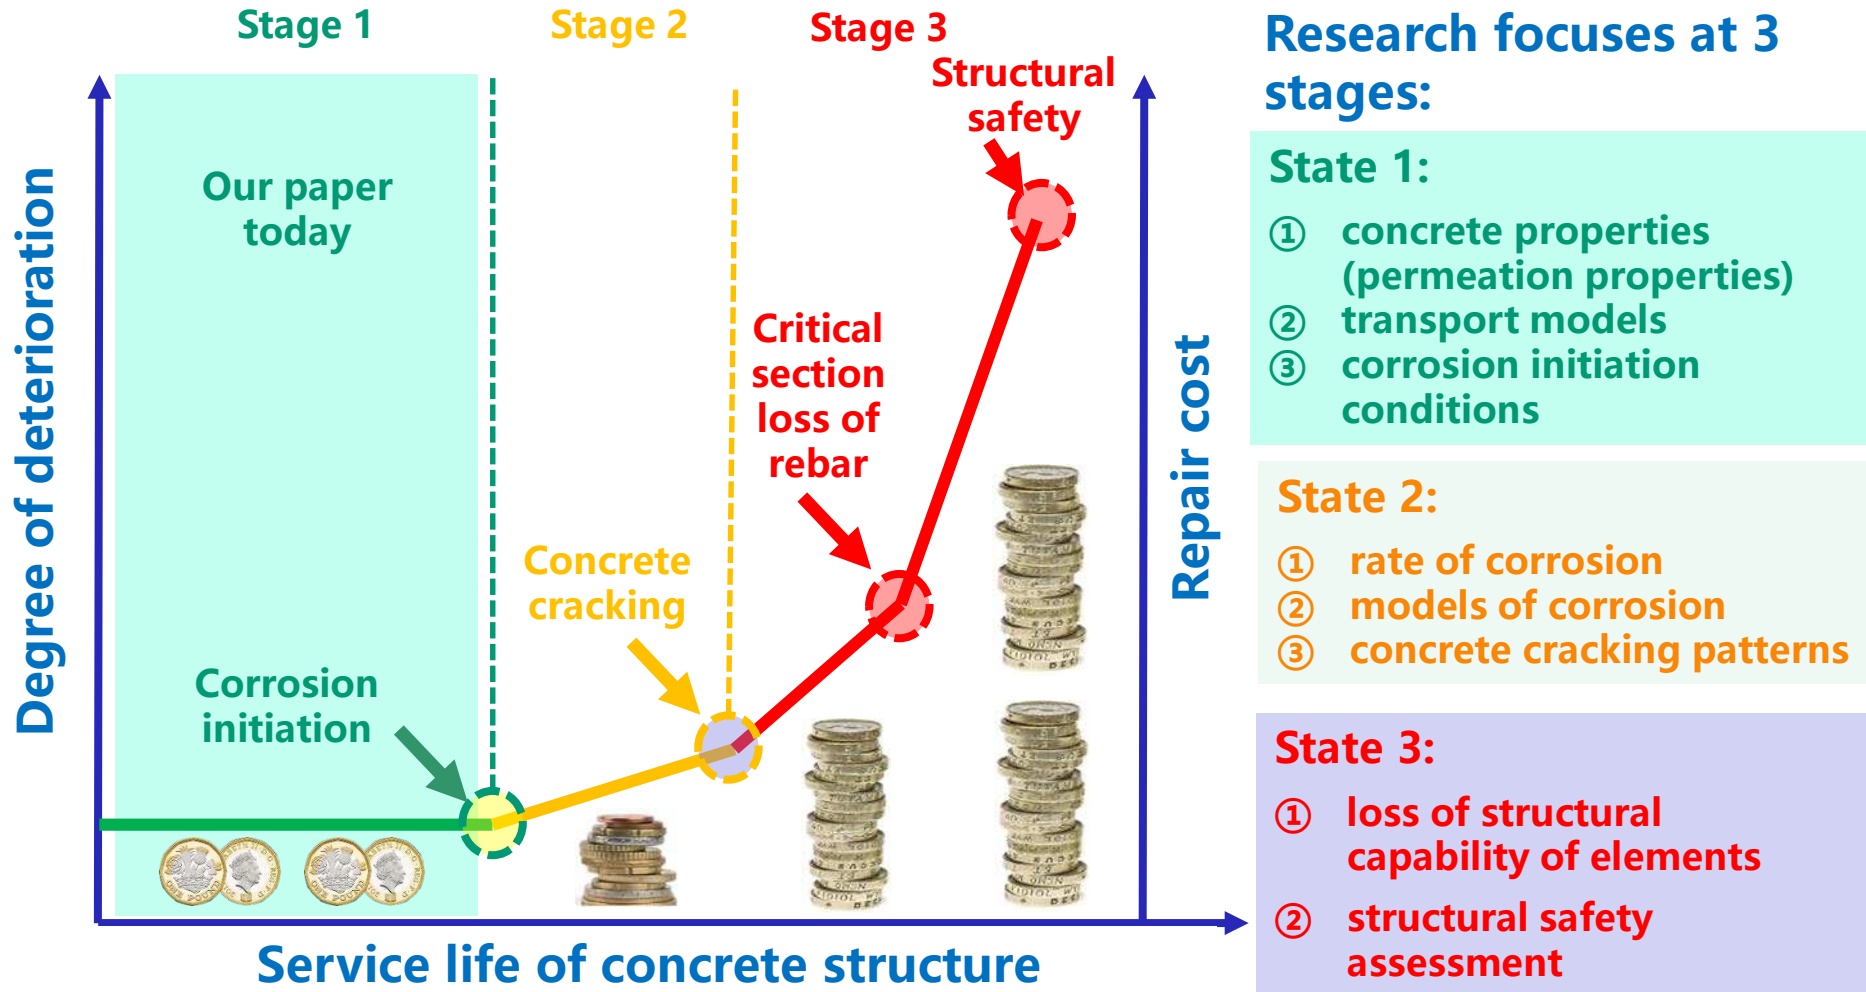 Stage 1
Stage 2
Stage 3
Structural
safety
Our paper
today
Degree of deterioration
Critical
section
loss of
rebar
Repair cost
Concrete
cracking
Corrosion
initiation
Service life of concrete structure
Research focuses at 3
stages:
State 1:
① concrete properties
(permeation properties)
② transport models
③ corrosion initiation
conditions
State 2:
① rate of corrosion
② models of corrosion
③ concrete cracking patterns
State 3:
① loss of structural
capability of elements
② structural safety
assessment